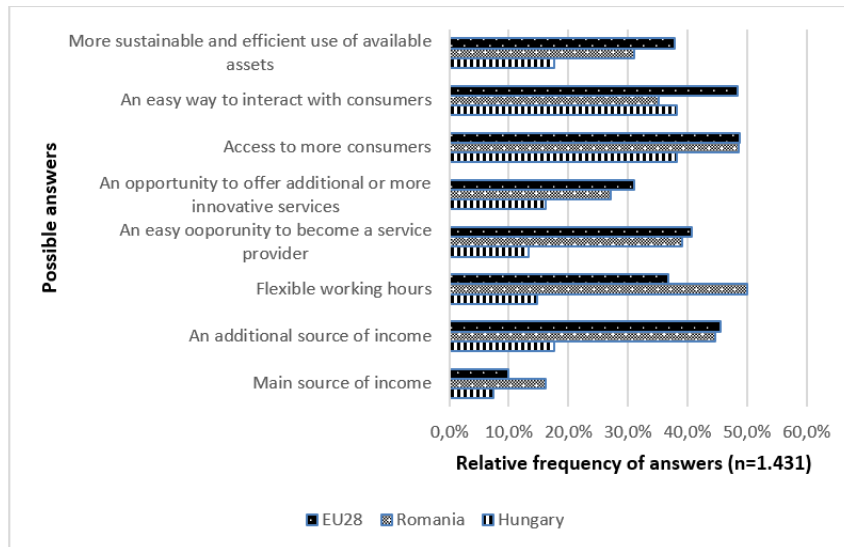 Possible answers
More sustainable and efficient use of available
assets
An easy way to interact with consumers
Access to more consumers
An opportunity to offer additional or more
innovative services
An easy ooporunity to become a service
provider
Flexible working hours
An additional source of income
Main source of income
0,0% 10,0% 20,0% 30,0% 40,0% 50,0% 60,0%
Relative frequency of answers (n=1.431)
EU28 Romania Hungary